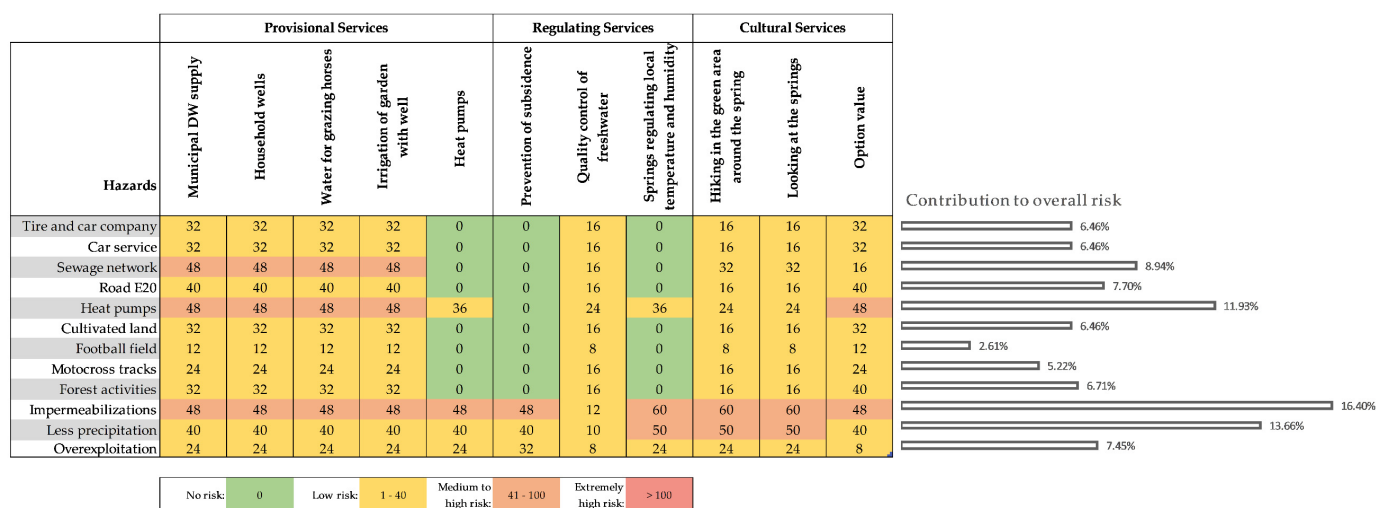 Provisional Services Regulating Services Cultural Services
Hazards
Municipal DW supply
Household wells
Water for grazing horses
Irrigation of garden
with well
Heat pumps
Prevention of subsidence
Quality control of
freshwater
Springs regulating local
temperature and humidity
Hiking in the green area
around the spring
Looking at the springs
Option value
Contribution to overall risk
Tire and car company 32 32 32 32 0 0 16 0 16 16 32 6.46%
Car service 32 32 32 32 0 0 16 0 16 16 32 6.46%
Sewage network 48 48 48 48 0 0 16 0 32 32 16 8.94%
Road E20 40 40 40 40 0 0 16 0 16 16 40 7.70%
Heat pumps 48 48 48 48 36 0 24 36 24 24 48 11.93%
Cultivated land 32 32 32 32 0 0 16 0 16 16 32 6.46%
Football field 12 12 12 12 0 0 8 0 8 8 12 2.61%
Motocross tracks 24 24 24 24 0 0 16 0 16 16 24 5.22%
Forest activities 32 32 32 32 0 0 16 0 16 16 40 6.71%
Impermeabilizations 48 48 48 48 48 48 12 60 60 60 48 16.40%
Less precipitation 40 40 40 40 40 40 10 50 50 50 40 13.66%
Overexploitation 24 24 24 24 24 32 8 24 24 24 8 7.45%
No risk: 0 Low risk: 1 - 40 Medium to
high risk: 41 - 100 Extremely
high risk: > 100